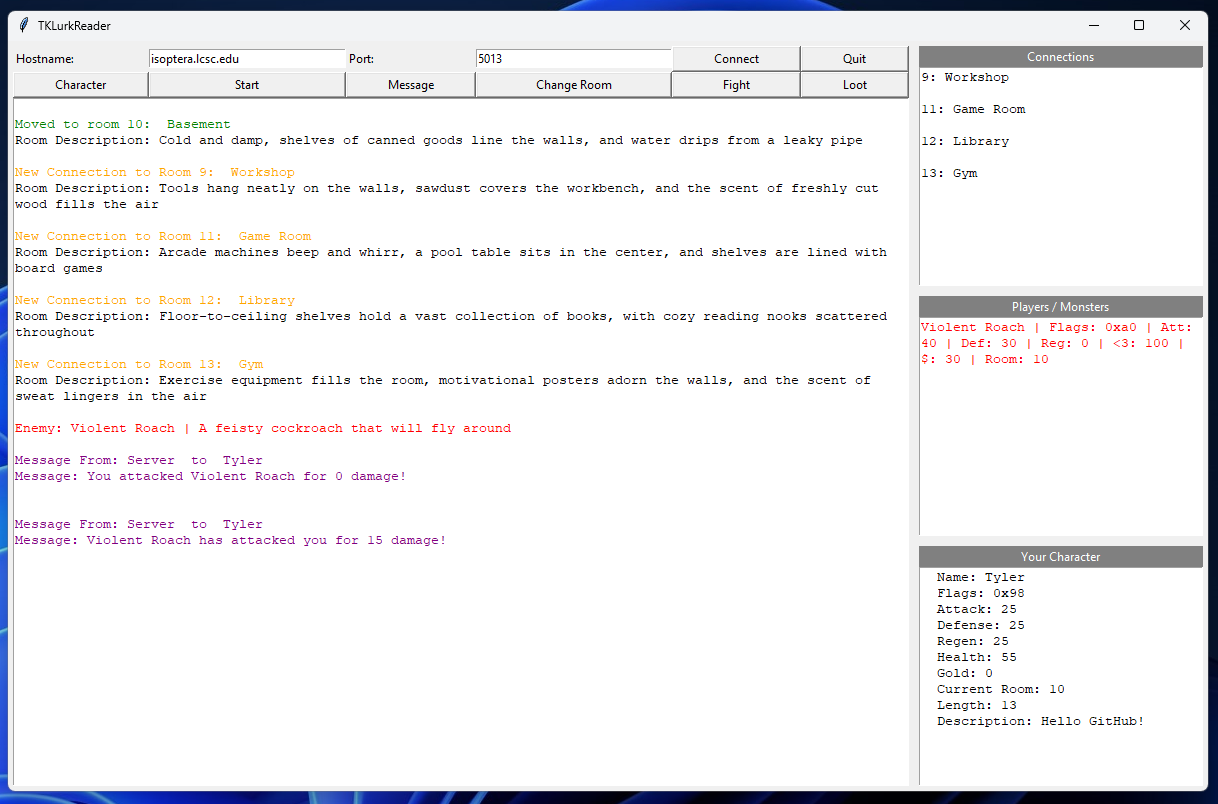 TKLurkReader
Hostname: isoptera.lcsc.edu Port: 5013 Connect Quit
Character Start Message Change Room Fight Loot
Moved to room 10:  Basement
Room Description: Cold and damp, shelves of canned goods line the walls, and water drips from a leaky pipe
New Connection to Room 9:  Workshop
Room Description: Tools hang neatly on the walls, sawdust covers the workbench, and the scent of freshly cut
wood fills the air
New Connection to Room 11:  Game Room
Room Description: Arcade machines beep and whirr, a pool table sits in the center, and shelves are lined with
board games
New Connection to Room 12:  Library
Room Description: Floor-to-ceiling shelves hold a vast collection of books, with cozy reading nooks scattered
throughout
New Connection to Room 13:  Gym
Room Description: Exercise equipment fills the room, motivational posters adorn the walls, and the scent of
sweat lingers in the air
Enemy: Violent Roach | A feisty cockroach that will fly around
Message From: Server  to  Tyler
Message: You attacked Violent Roach for 0 damage!
Message From: Server  to  Tyler
Message: Violent Roach has attacked you for 15 damage!
Connections
9: Workshop
11: Game Room
12: Library
13: Gym
Players / Monsters
Violent Roach | Flags: 0xa0 | Att:
40 | Def: 30 | Reg: 0 | <3: 100 |
$: 30 | Room: 10
Your Character
Name: Tyler
Flags: 0x98
Attack: 25
Defense: 25
Regen: 25
Health: 55
Gold: 0
Current Room: 10
Length: 13
Description: Hello GitHub!